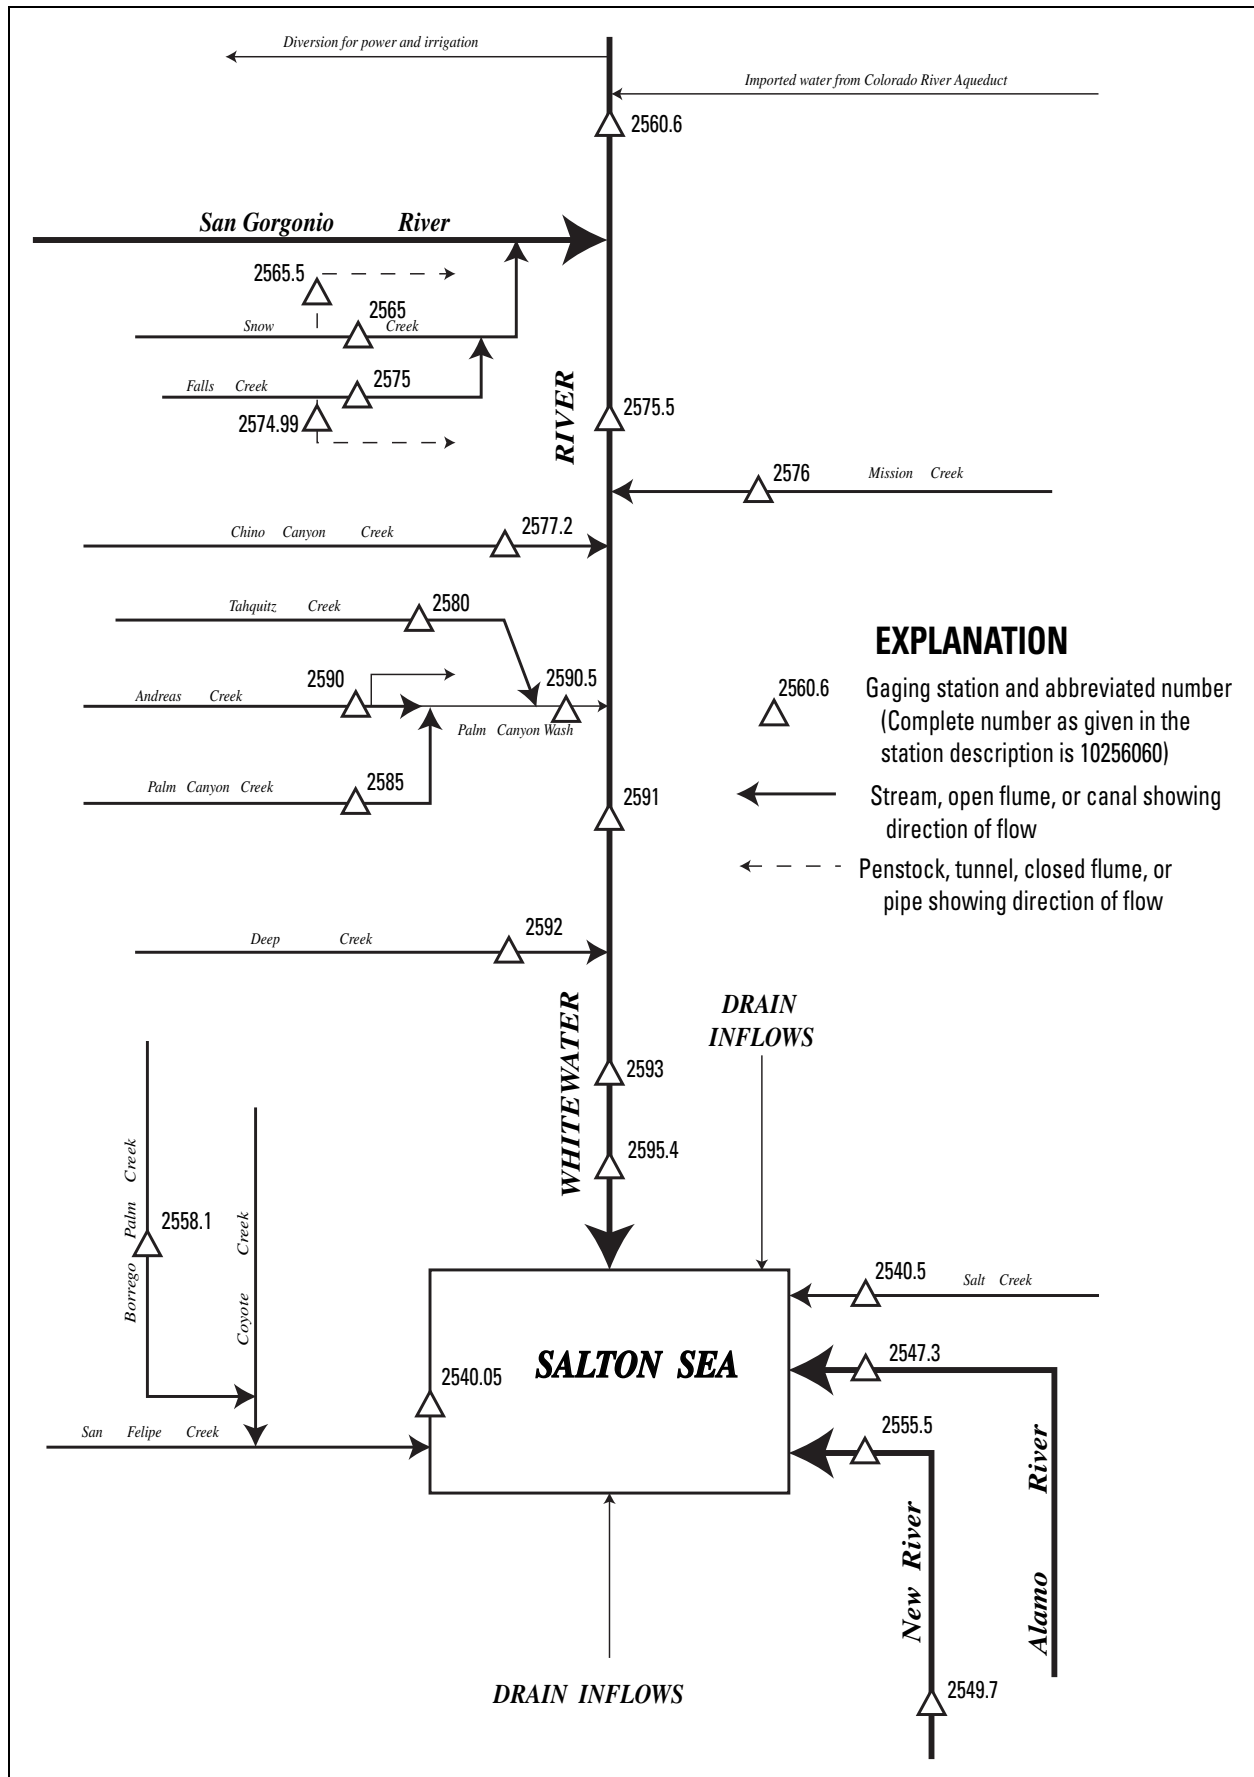 Diversion for power and irrigation
Imported water from Colorado River Aqueduct
2560.6
San Gorgonio River
2565.5
2565
Snow Creek
2575
Falls Creek
2574.99
RIVER
2575.5
2576
Mission Creek
2577.2
Chino Canyon Creek
2580
Tahquitz Creek
2590
2590.5
Andreas Creek
Palm Canyon Wash
2585
Palm Canyon Creek
2591
EXPLANATION
2560.6
Gaging station and abbreviated number
(Complete number as given in the
station description is 10256060)
Stream, open flume, or canal showing
direction of flow
Penstock, tunnel, closed flume, or
pipe showing direction of flow
2592
Deep Creek
WHITEWATER
DRAIN
INFLOWS
2593
2595.4
Borrego Palm Creek
2558.1
Coyote Creek
2540.5
Salt Creek
SALTON SEA
2547.3
2540.05
San Felipe Creek
2555.5
New River
Alamo River
DRAIN INFLOWS
2549.7